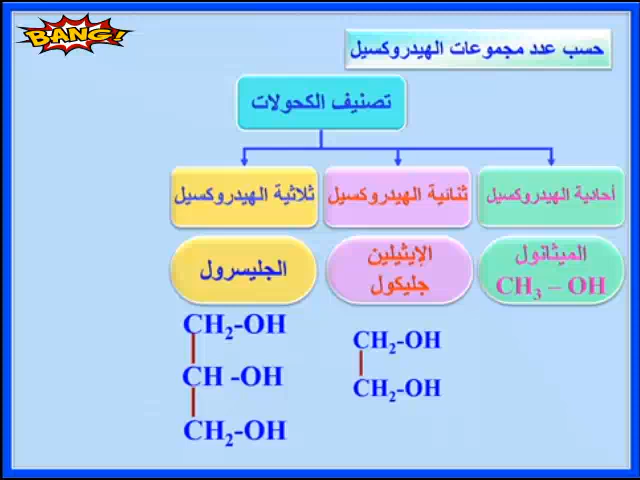 BANG!
حسب عدد مجموعات الهيدروكسيل
تصنيف الكحولات
أحادية الهيدروكسيل
ثنائية الهيدروكسيل
ثلاثية الهيدروكسيل
الميثانول
CH₃ – OH
الإيثيلين
جليكول
الجليسرول
CH₂-OH
CH₂-OH
CH₂-OH
CH -OH
CH₂-OH